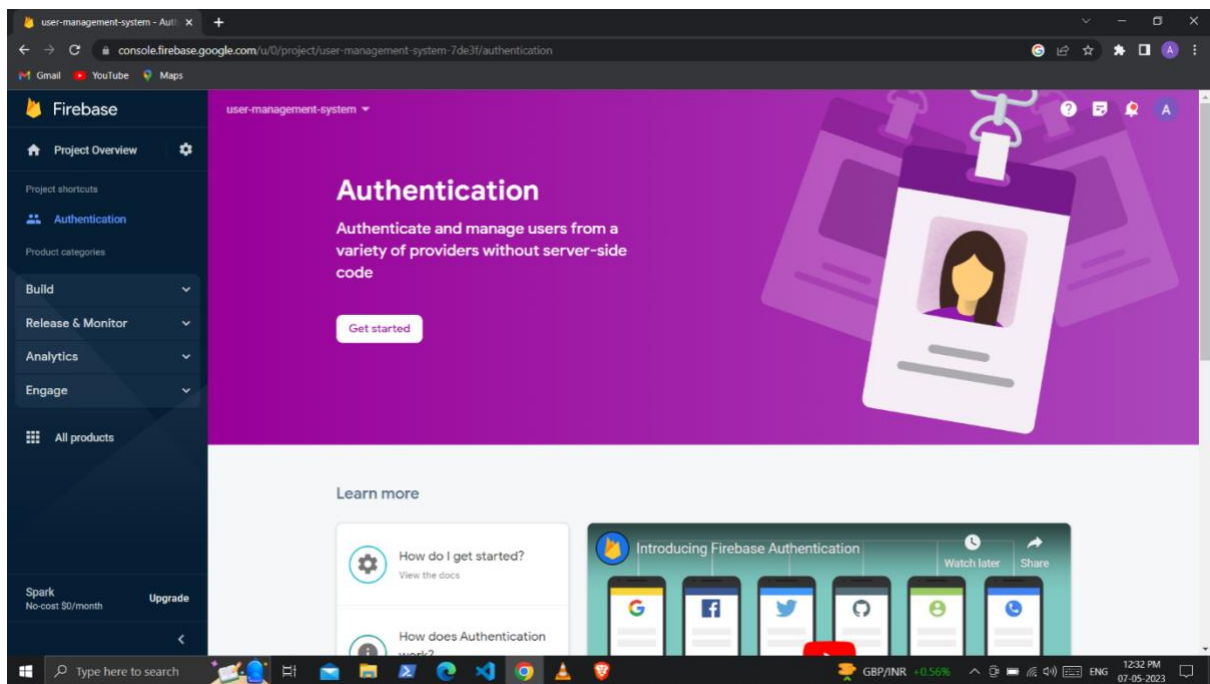 user-management-system - Auth
console.firebase.google.com/u/0/project/user-management-system-7de3f/authentication
Gmail
YouTube
Maps
Firebase
user-management-system
A
Project Overview
Project shortcuts
Authentication
Product categories
Build
Release & Monitor
Analytics
Engage
All products
Spark
No-cost $0/month
Upgrade
Authentication
Authenticate and manage users from a
variety of providers without server-side
code
Get started
Learn more
How do I get started?
View the docs
How does Authentication
work?
Introducing Firebase Authentication
Watch later
Share
Type here to search
GBP/INR +0.56%
ENG
12:32 PM
07-05-2023